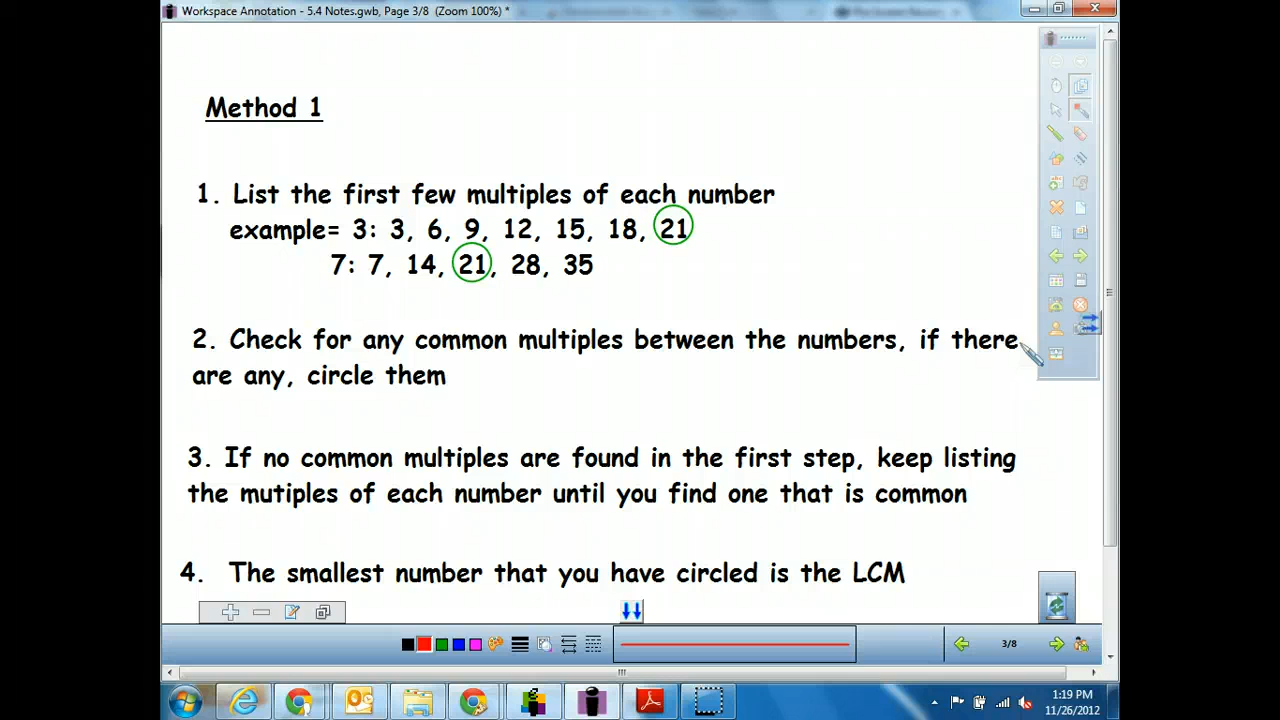 Workspace Annotation - 5.4 Notes.gwb, Page 3/8 (Zoom 100%) *
Method 1
1. List the first few multiples of each number
example= 3: 3, 6, 9, 12, 15, 18, 21
7: 7, 14, 21, 28, 35
2. Check for any common multiples between the numbers, if there
are any, circle them
3. If no common multiples are found in the first step, keep listing
the mutiples of each number until you find one that is common
4. The smallest number that you have circled is the LCM
3/8
1:19 PM
11/26/2012